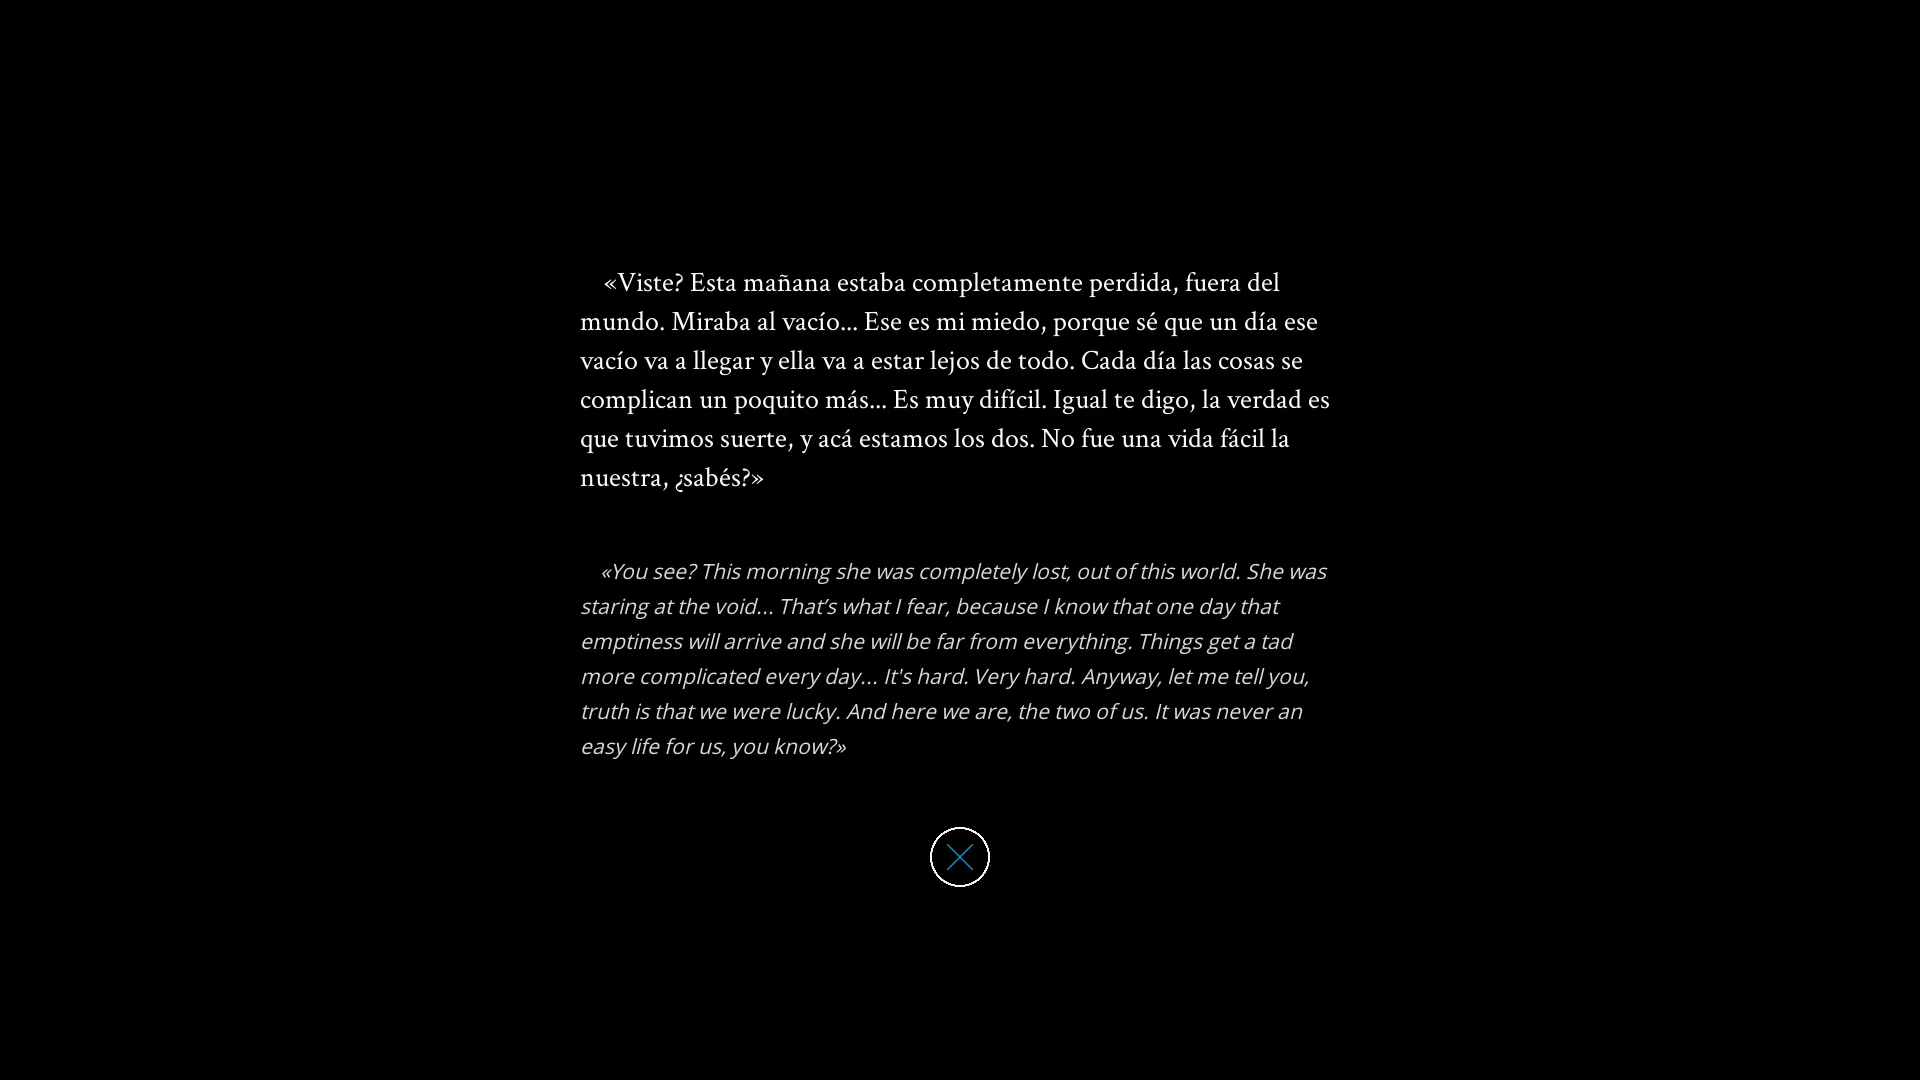 «Viste? Esta mañana estaba completamente perdida, fuera del
mundo. Miraba al vacío... Ese es mi miedo, porque sé que un día ese
vacío va a llegar y ella va a estar lejos de todo. Cada día las cosas se
complican un poquito más... Es muy difícil. Igual te digo, la verdad es
que tuvimos suerte, y acá estamos los dos. No fue una vida fácil la
nuestra, ¿sabés?»
«You see? This morning she was completely lost, out of this world. She was
staring at the void... That’s what I fear, because I know that one day that
emptiness will arrive and she will be far from everything. Things get a tad
more complicated every day... It's hard. Very hard. Anyway, let me tell you,
truth is that we were lucky. And here we are, the two of us. It was never an
easy life for us, you know?»